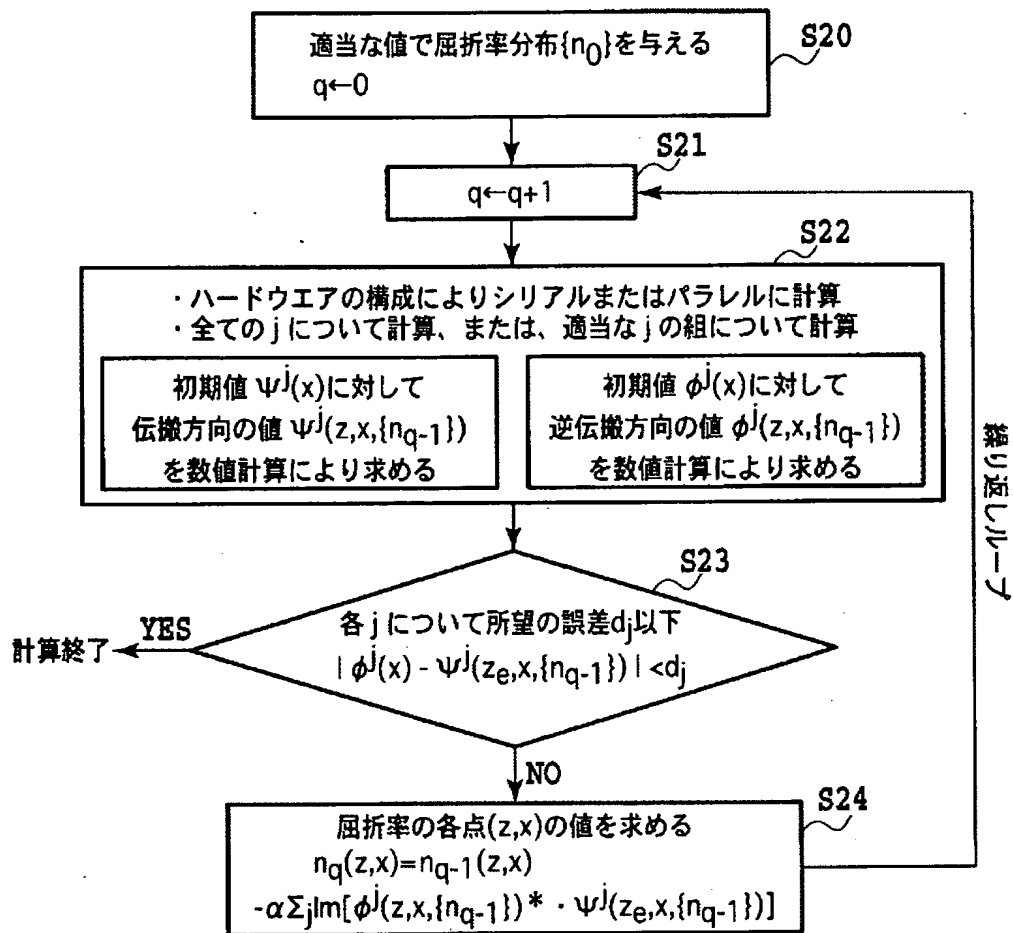 適当な値で屈折率分布{n0}を与える
q←0
S20
S21
q←q+1
S22
・ハードウエアの構成によりシリアルまたはパラレルに計算
・全てのjについて計算、または、適当なjの組について計算
初期値 Ψj(x)に対して
伝搬方向の値 Ψj(z,x,{nq-1})
を数値計算により求める
初期値 ϕj(x)に対して
逆伝搬方向の値 ϕj(z,x,{nq-1})
を数値計算により求める
繰り返しループ
S23
各jについて所望の誤差dj以下
|ϕj(x) - Ψj(ze,x,{nq-1})| <dj
YES
計算終了
NO
S24
屈折率の各点(z,x)の値を求める
nq(z,x)=nq-1(z,x)
-αΣjIm[ϕj(z,x,{nq-1})* ・Ψj(ze,x,{nq-1})]